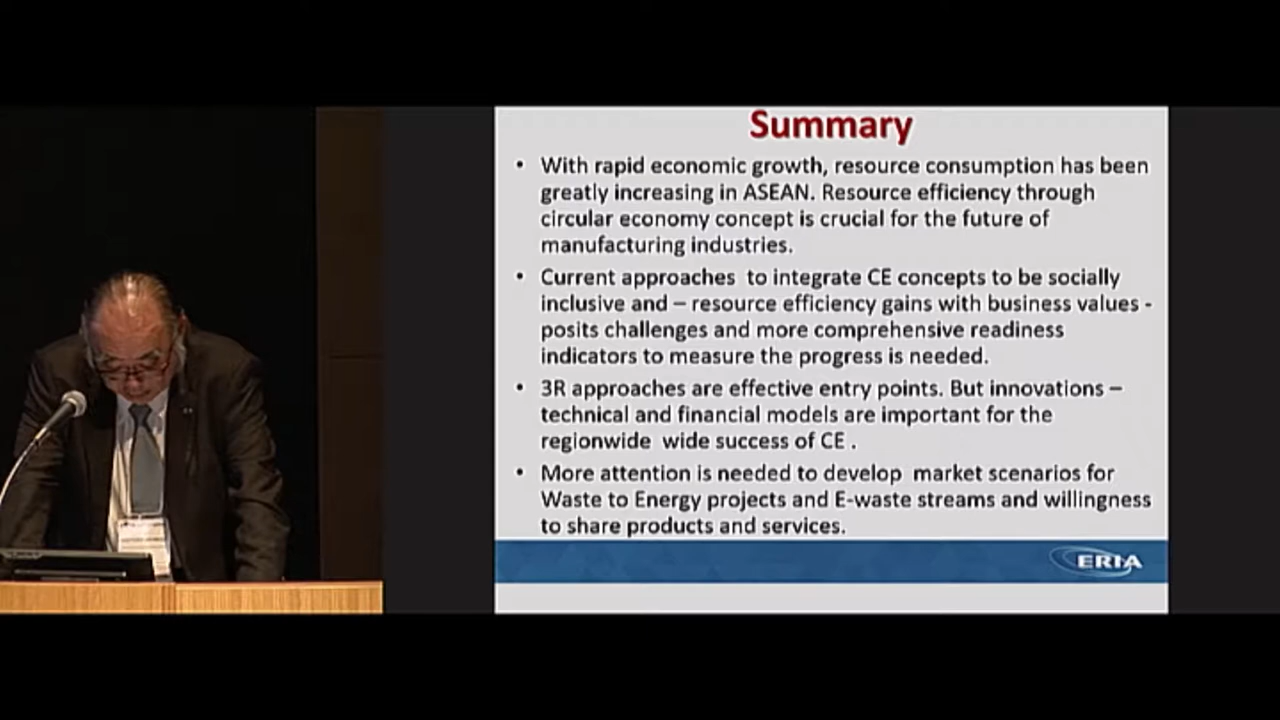 Summary
• With rapid economic growth, resource consumption has been
greatly increasing in ASEAN. Resource efficiency through
circular economy concept is crucial for the future of
manufacturing industries.
• Current approaches  to integrate CE concepts to be socially
inclusive and – resource efficiency gains with business values -
posits challenges and more comprehensive readiness
indicators to measure the progress is needed.
• 3R approaches are effective entry points. But innovations –
technical and financial models are important for the
regionwide  wide success of CE .
• More attention is needed to develop  market scenarios for
Waste to Energy projects and E-waste streams and willingness
to share products and services.
ERIA